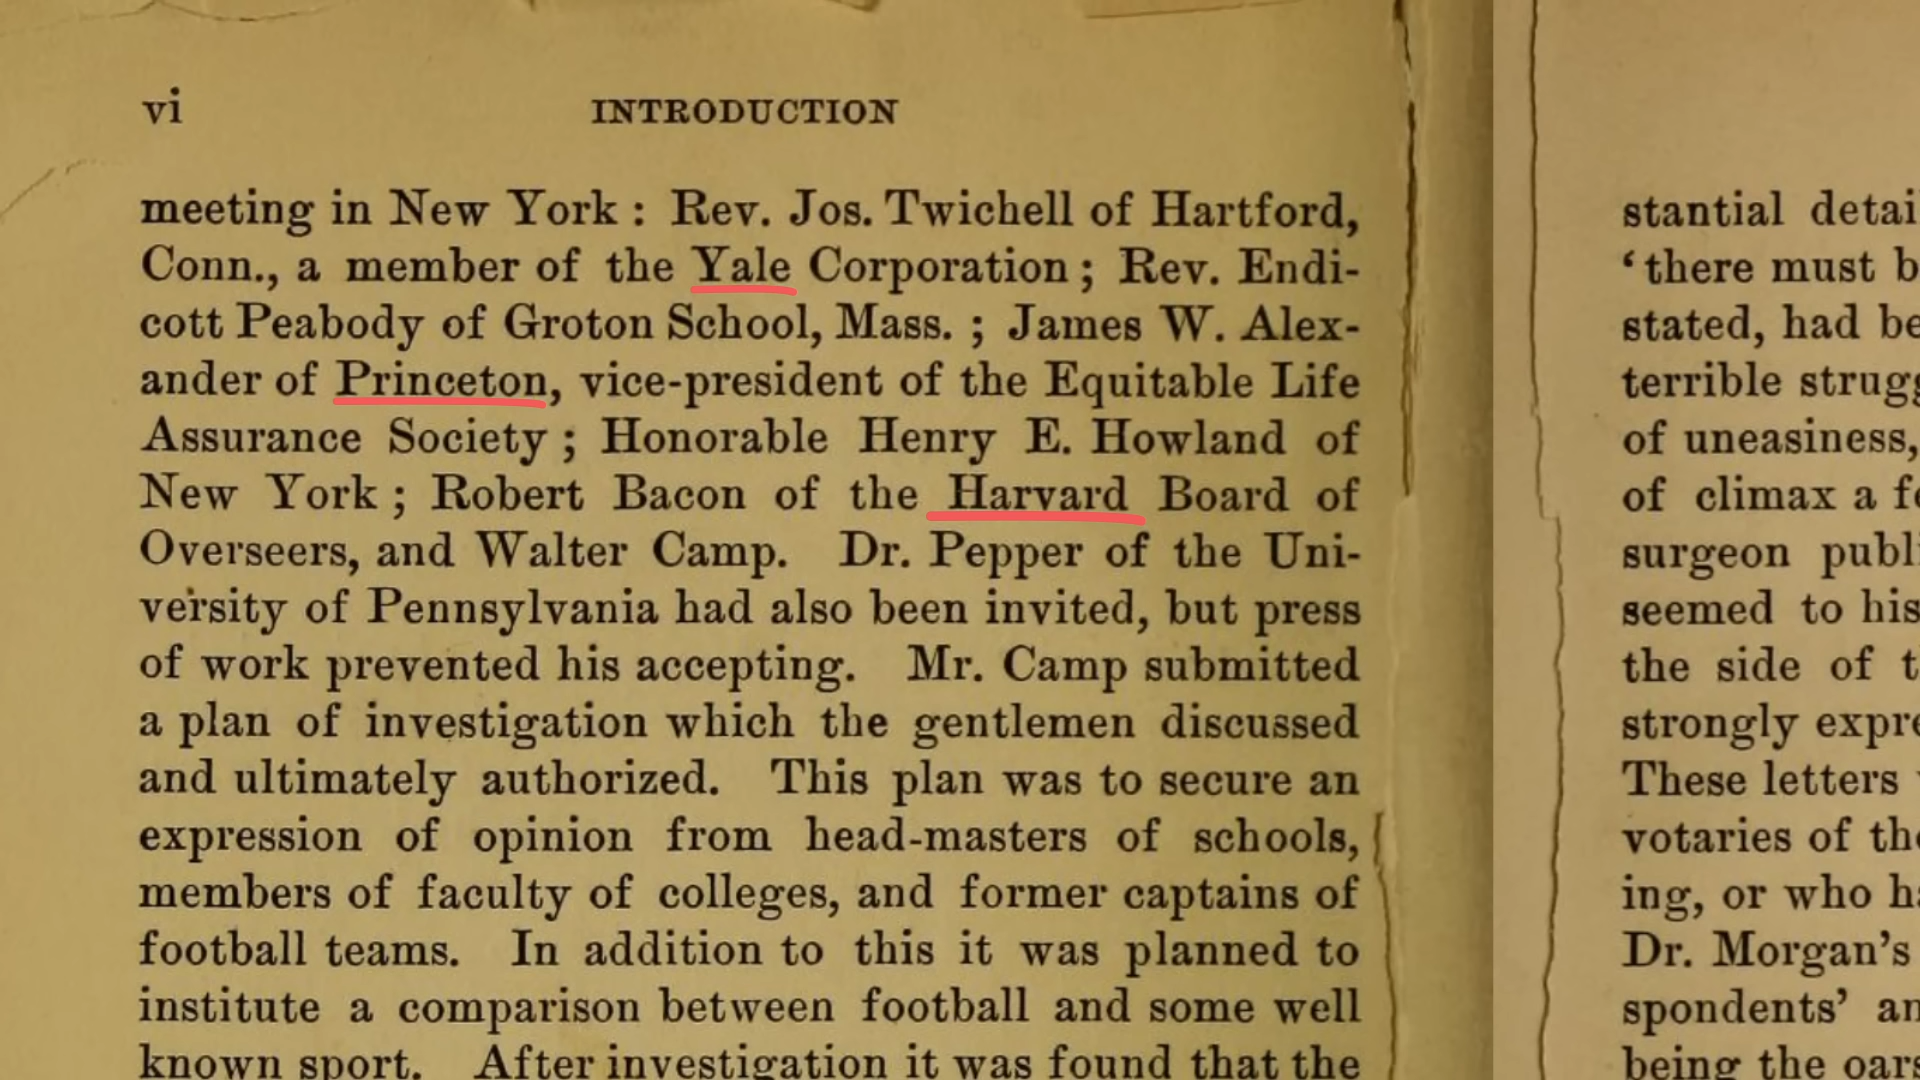 vi
INTRODUCTION
meeting in New York : Rev. Jos. Twichell of Hartford,
Conn., a member of the Yale Corporation ; Rev. Endi-
cott Peabody of Groton School, Mass. ; James W. Alex-
ander of Princeton, vice-president of the Equitable Life
Assurance Society ; Honorable Henry E. Howland of
New York ; Robert Bacon of the Harvard Board of
Overseers, and Walter Camp. Dr. Pepper of the Uni-
versity of Pennsylvania had also been invited, but press
of work prevented his accepting. Mr. Camp submitted
a plan of investigation which the gentlemen discussed
and ultimately authorized. This plan was to secure an
expression of opinion from head-masters of schools,
members of faculty of colleges, and former captains of
football teams. In addition to this it was planned to
institute a comparison between football and some well
known sport. After investigation it was found that the
stantial
‘there must
stated, had
terrible
of uneasiness,
of climax a
surgeon
seemed to his
the side of
strongly
These letters
votaries of
ing, or who
Dr. Morgan’s
spondents’
being the